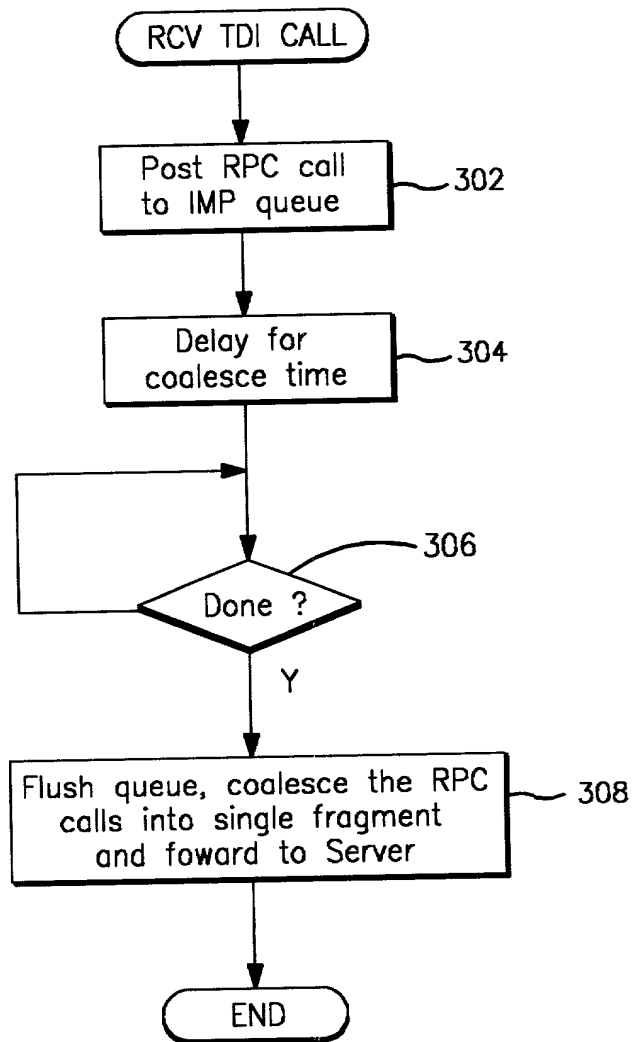 RCV TDI CALL
Post RPC call
to IMP queue
302
Delay for
coalesce time
304
306
Done ?
Y
Flush queue, coalesce the RPC
calls into single fragment
and foward to Server
308
END